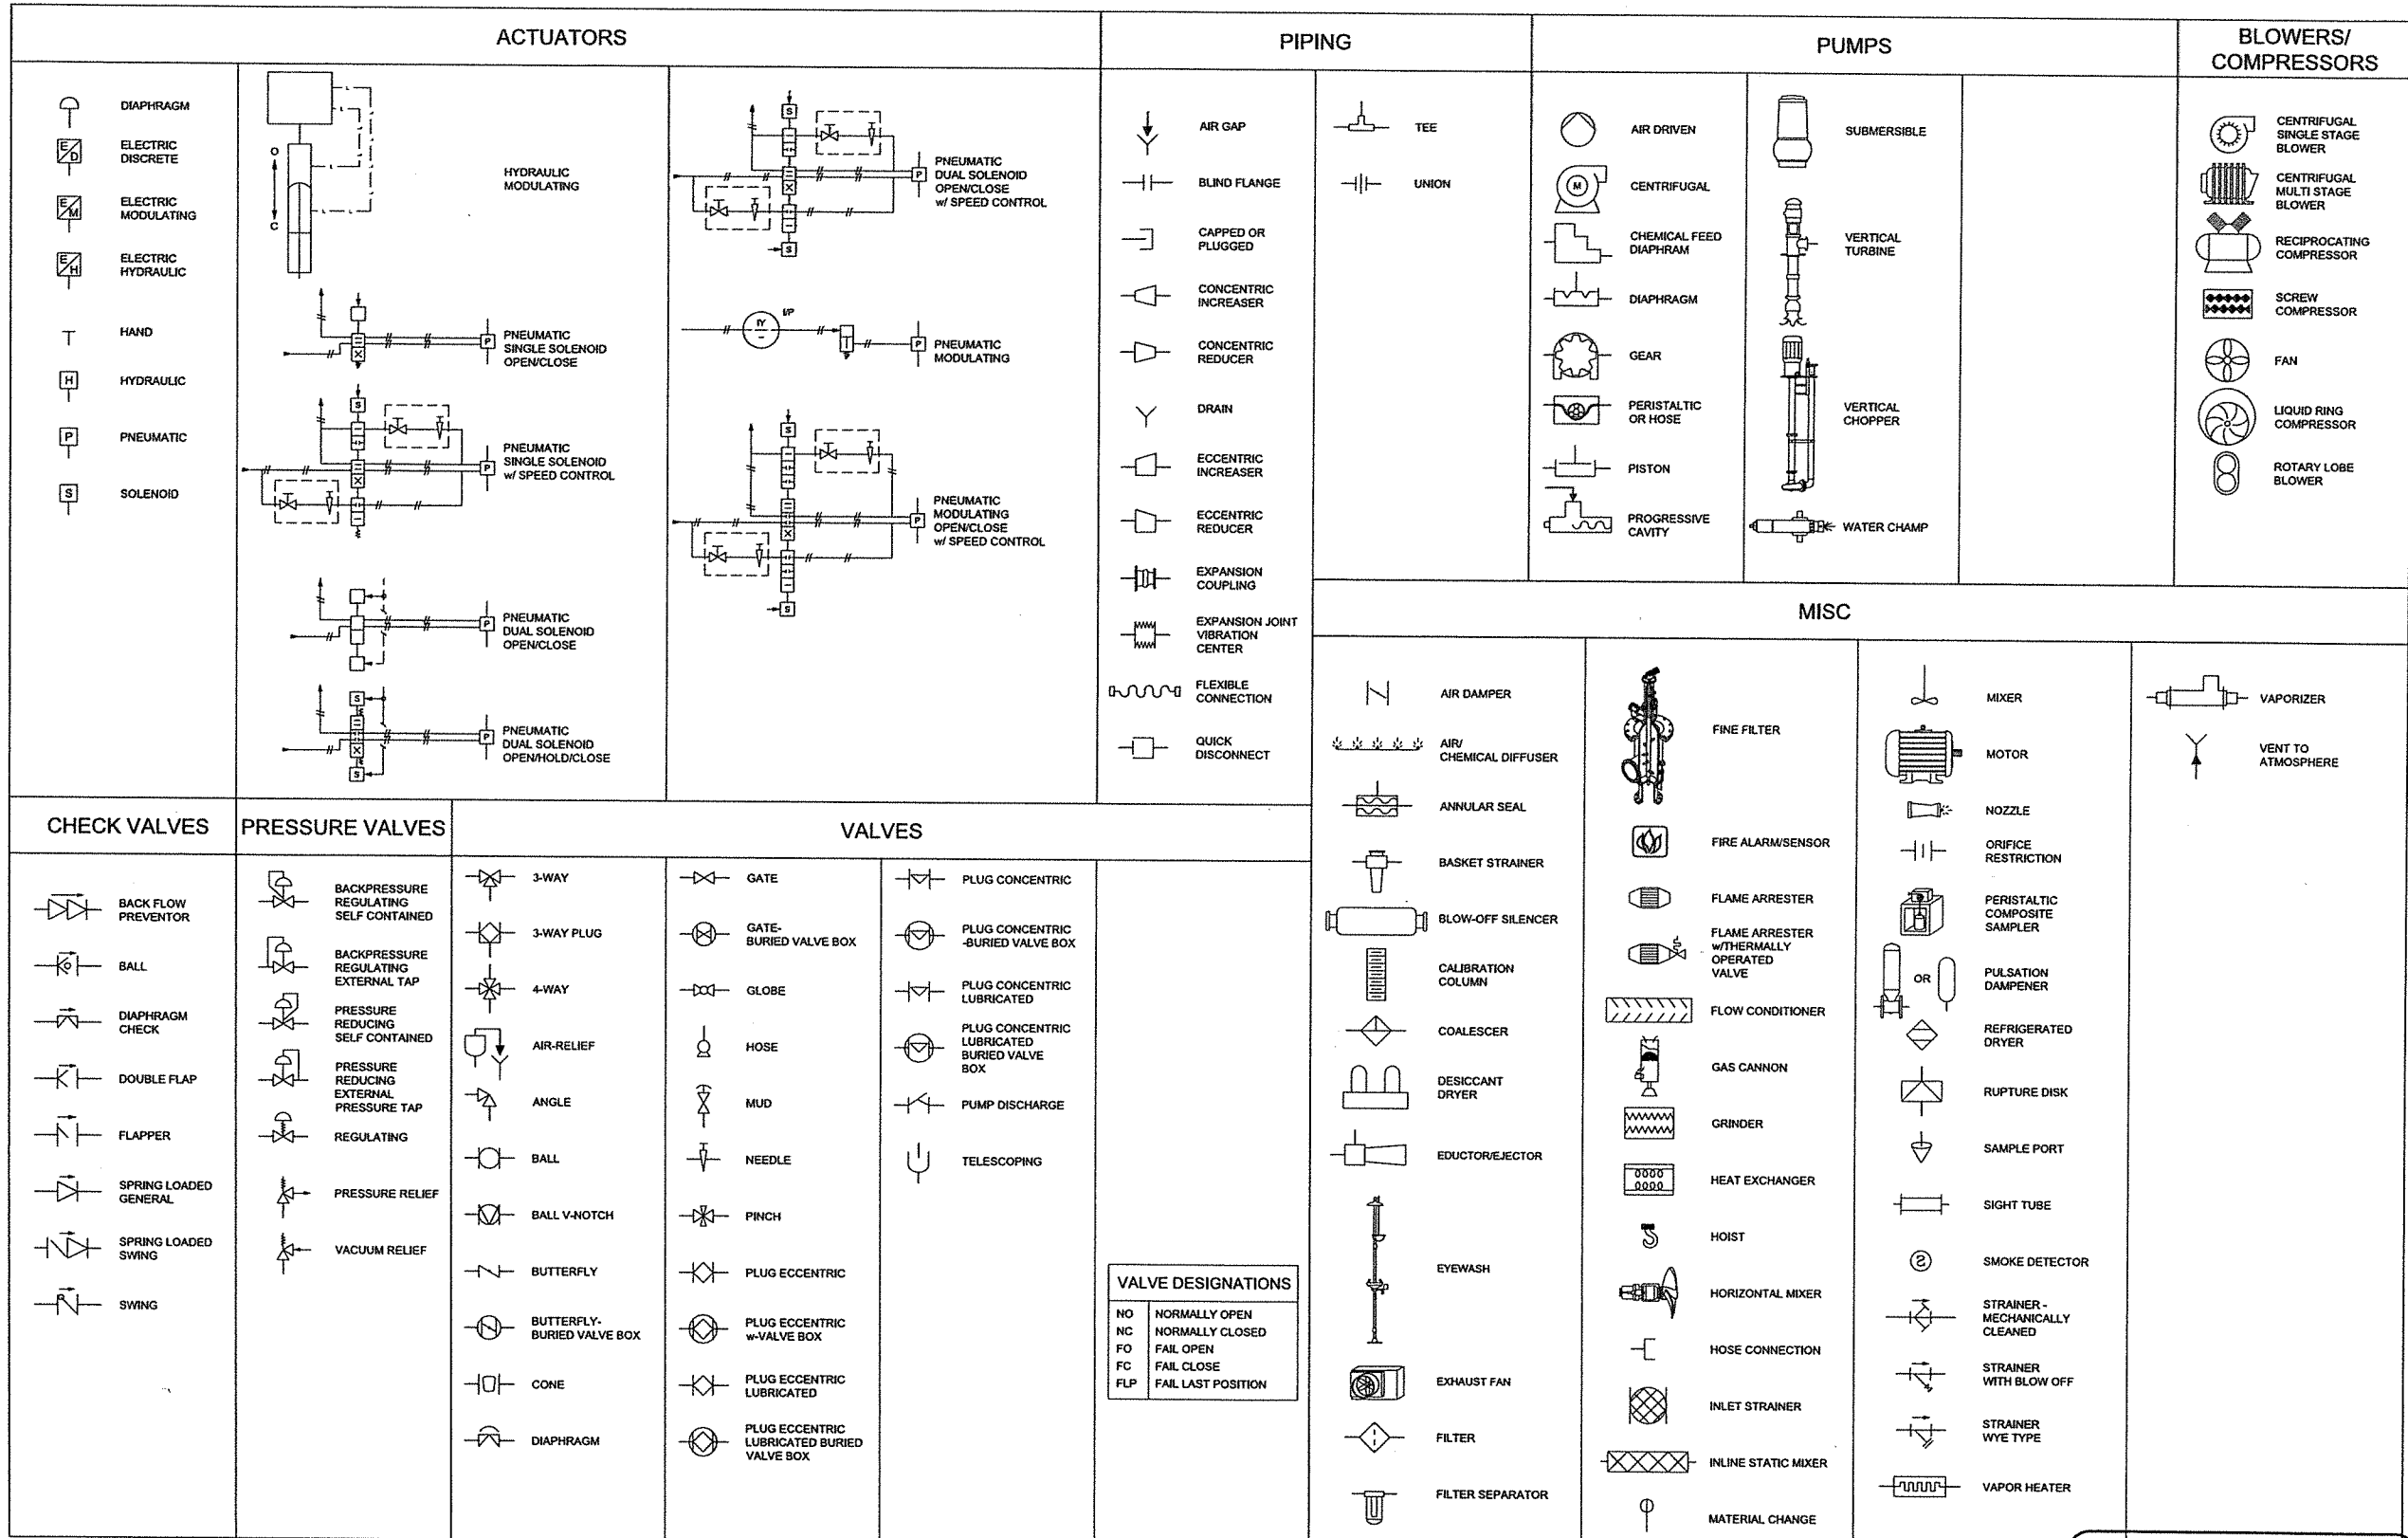 ACTUATORS
DIAPHRAGM
E/D
ELECTRIC
DISCRETE
E/M
ELECTRIC
MODULATING
E/H
ELECTRIC
HYDRAULIC
HAND
H
HYDRAULIC
P
PNEUMATIC
S
SOLENOID
O
C
HYDRAULIC
MODULATING
P
PNEUMATIC
SINGLE SOLENOID
OPEN/CLOSE
S
P
PNEUMATIC
SINGLE SOLENOID
w/ SPEED CONTROL
P
PNEUMATIC
DUAL SOLENOID
OPEN/CLOSE
S
P
PNEUMATIC
DUAL SOLENOID
OPEN/HOLD/CLOSE
S
S
P
PNEUMATIC
DUAL SOLENOID
OPEN/CLOSE
w/ SPEED CONTROL
S
IY
I/P
P
PNEUMATIC
MODULATING
S
P
PNEUMATIC
MODULATING
OPEN/CLOSE
w/ SPEED CONTROL
S
PIPING
AIR GAP
BLIND FLANGE
CAPPED OR
PLUGGED
CONCENTRIC
INCREASER
CONCENTRIC
REDUCER
DRAIN
ECCENTRIC
INCREASER
ECCENTRIC
REDUCER
EXPANSION
COUPLING
EXPANSION JOINT
VIBRATION
CENTER
FLEXIBLE
CONNECTION
QUICK
DISCONNECT
TEE
UNION
PUMPS
AIR DRIVEN
M
CENTRIFUGAL
CHEMICAL FEED
DIAPHRAM
DIAPHRAGM
GEAR
PERISTALTIC
OR HOSE
PISTON
PROGRESSIVE
CAVITY
SUBMERSIBLE
VERTICAL
TURBINE
VERTICAL
CHOPPER
WATER CHAMP
BLOWERS/
COMPRESSORS
CENTRIFUGAL
SINGLE STAGE
BLOWER
CENTRIFUGAL
MULTI STAGE
BLOWER
RECIPROCATING
COMPRESSOR
SCREW
COMPRESSOR
FAN
LIQUID RING
COMPRESSOR
ROTARY LOBE
BLOWER
CHECK VALVES
BACK FLOW
PREVENTOR
BALL
DIAPHRAGM
CHECK
DOUBLE FLAP
FLAPPER
SPRING LOADED
GENERAL
SPRING LOADED
SWING
SWING
PRESSURE VALVES
BACKPRESSURE
REGULATING
SELF CONTAINED
BACKPRESSURE
REGULATING
EXTERNAL TAP
PRESSURE
REDUCING
SELF CONTAINED
PRESSURE
REDUCING
EXTERNAL
PRESSURE TAP
REGULATING
PRESSURE RELIEF
VACUUM RELIEF
VALVES
3-WAY
3-WAY PLUG
4-WAY
AIR-RELIEF
ANGLE
BALL
BALL V-NOTCH
BUTTERFLY
BUTTERFLY-
BURIED VALVE BOX
CONE
DIAPHRAGM
GATE
GATE-
BURIED VALVE BOX
GLOBE
HOSE
MUD
NEEDLE
PINCH
PLUG ECCENTRIC
PLUG ECCENTRIC
w-VALVE BOX
PLUG ECCENTRIC
LUBRICATED
PLUG ECCENTRIC
LUBRICATED BURIED
VALVE BOX
PLUG CONCENTRIC
PLUG CONCENTRIC
-BURIED VALVE BOX
PLUG CONCENTRIC
LUBRICATED
PLUG CONCENTRIC
LUBRICATED
BURIED VALVE
BOX
PUMP DISCHARGE
TELESCOPING
VALVE DESIGNATIONS
NO NORMALLY OPEN
NC NORMALLY CLOSED
FO FAIL OPEN
FC FAIL CLOSE
FLP FAIL LAST POSITION
MISC
AIR DAMPER
AIR/
CHEMICAL DIFFUSER
ANNULAR SEAL
BASKET STRAINER
BLOW-OFF SILENCER
CALIBRATION
COLUMN
COALESCER
DESICCANT
DRYER
EDUCTOR/EJECTOR
EYEWASH
EXHAUST FAN
FILTER
FILTER SEPARATOR
FINE FILTER
FIRE ALARM/SENSOR
FLAME ARRESTER
FLAME ARRESTER
w/THERMALLY
OPERATED
VALVE
FLOW CONDITIONER
GAS CANNON
GRINDER
HEAT EXCHANGER
HOIST
HORIZONTAL MIXER
HOSE CONNECTION
INLET STRAINER
INLINE STATIC MIXER
MATERIAL CHANGE
MIXER
MOTOR
NOZZLE
ORIFICE
RESTRICTION
PERISTALTIC
COMPOSITE
SAMPLER
OR
PULSATION
DAMPENER
REFRIGERATED
DRYER
RUPTURE DISK
SAMPLE PORT
SIGHT TUBE
SMOKE DETECTOR
STRAINER -
MECHANICALLY
CLEANED
STRAINER
WITH BLOW OFF
STRAINER
WYE TYPE
VAPOR HEATER
VAPORIZER
VENT TO
ATMOSPHERE